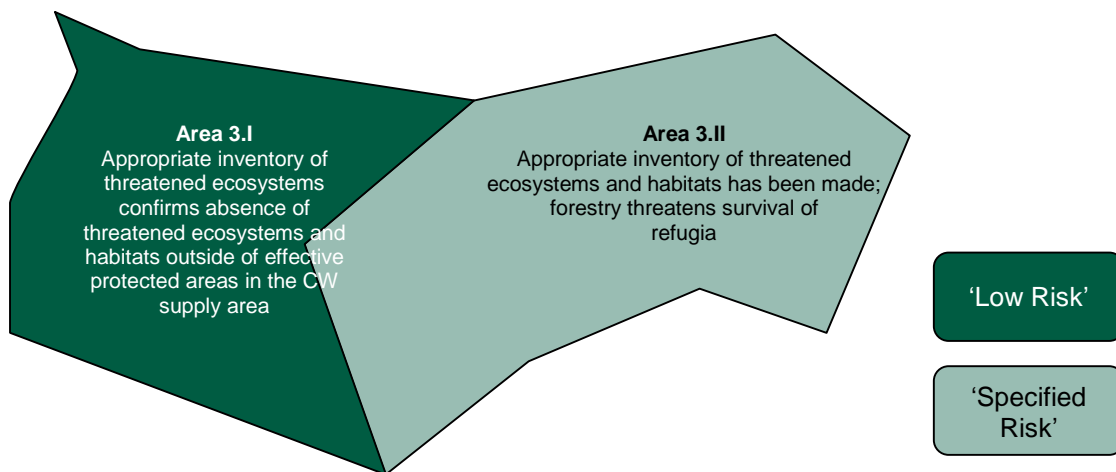 Area 3.I
Appropriate inventory of
threatened ecosystems
confirms absence of
threatened ecosystems and
habitats outside of effective
protected areas in the CW
supply area
Area 3.II
Appropriate inventory of threatened
ecosystems and habitats has been made;
forestry threatens survival of
refugia
‘Low Risk’
‘Specified
Risk’